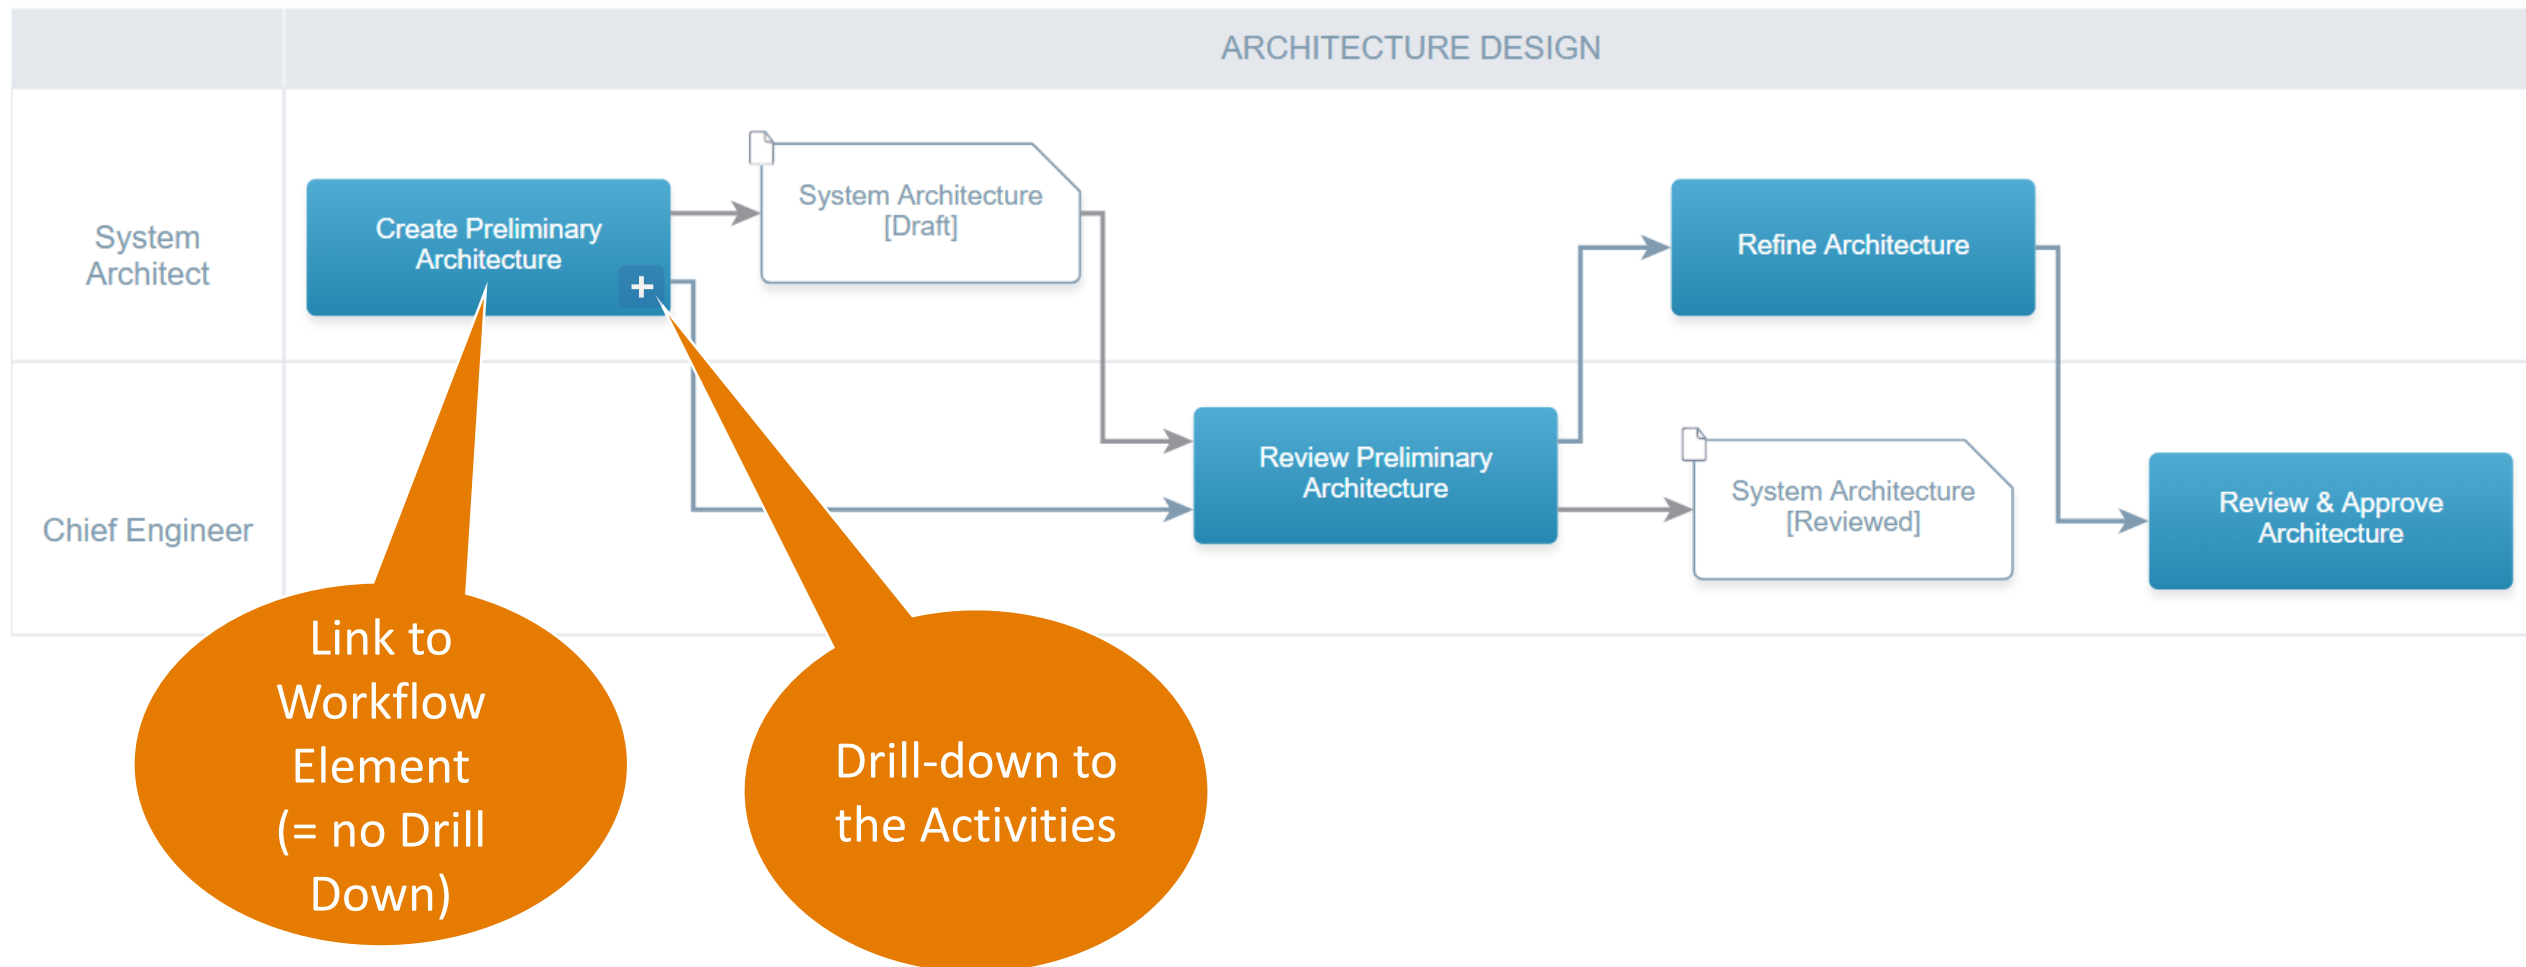 ARCHITECTURE DESIGN
System
Architect
Create Preliminary
Architecture
+
System Architecture
[Draft]
Refine Architecture
Chief Engineer
Review Preliminary
Architecture
System Architecture
[Reviewed]
Review & Approve
Architecture
Link to
Workflow
Element
(= no Drill
Down)
Drill-down to
the Activities